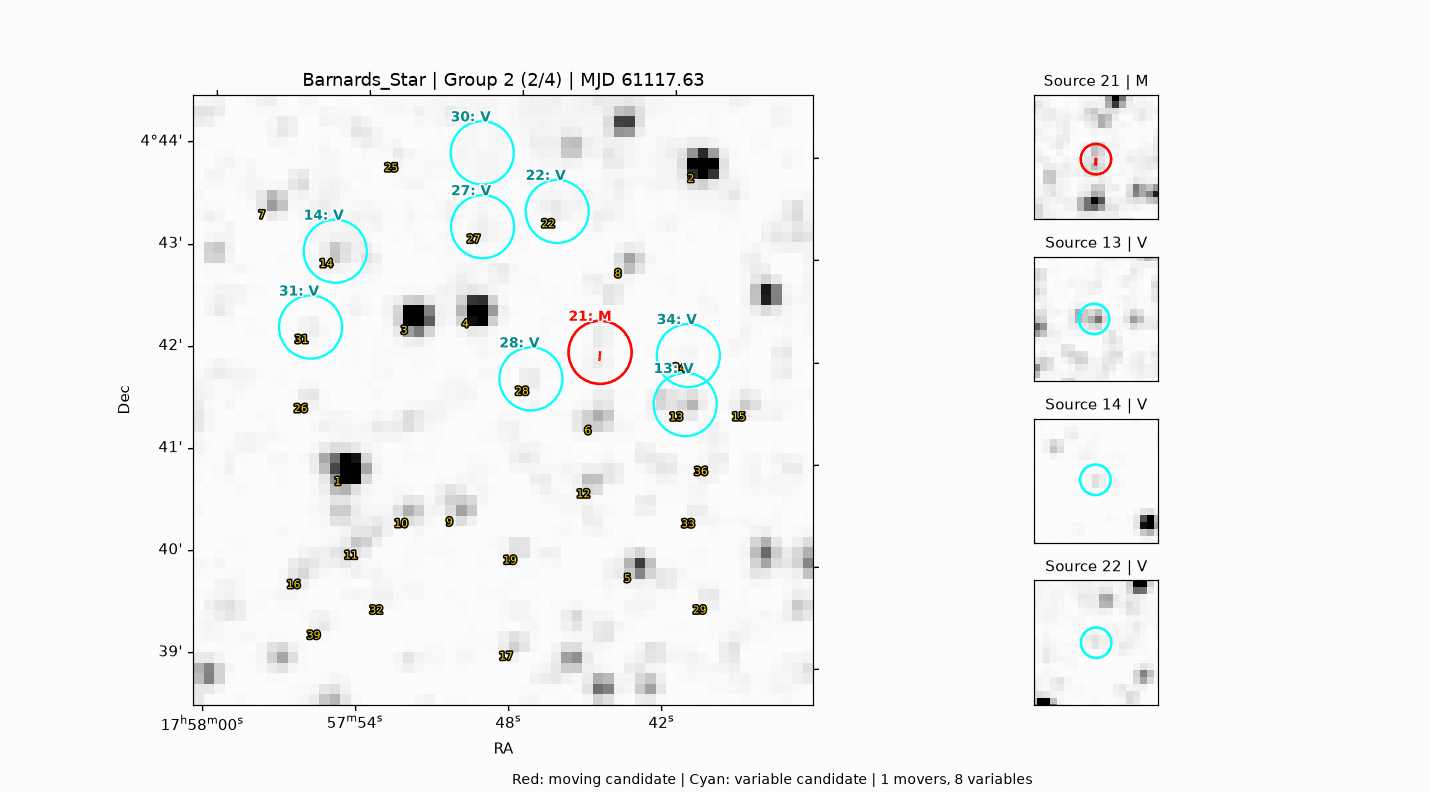 Barnards_Star | Group 2 (2/4) | MJD 61117.63
30: V
25
27: V
22: V
2
7
14: V
22
27
14
8
31: V
3
4
21: M
34: V
31
28: V
13: V
28
26
6
13
15
36
1
12
10
9
33
11
19
16
5
32
29
39
17
4°44'
43'
42'
41'
40'
39'
Dec
17h58m00s
57m54s
48s
42s
RA
Source 21 | M
Source 13 | V
Source 14 | V
Source 22 | V
Red: moving candidate | Cyan: variable candidate | 1 movers, 8 variables